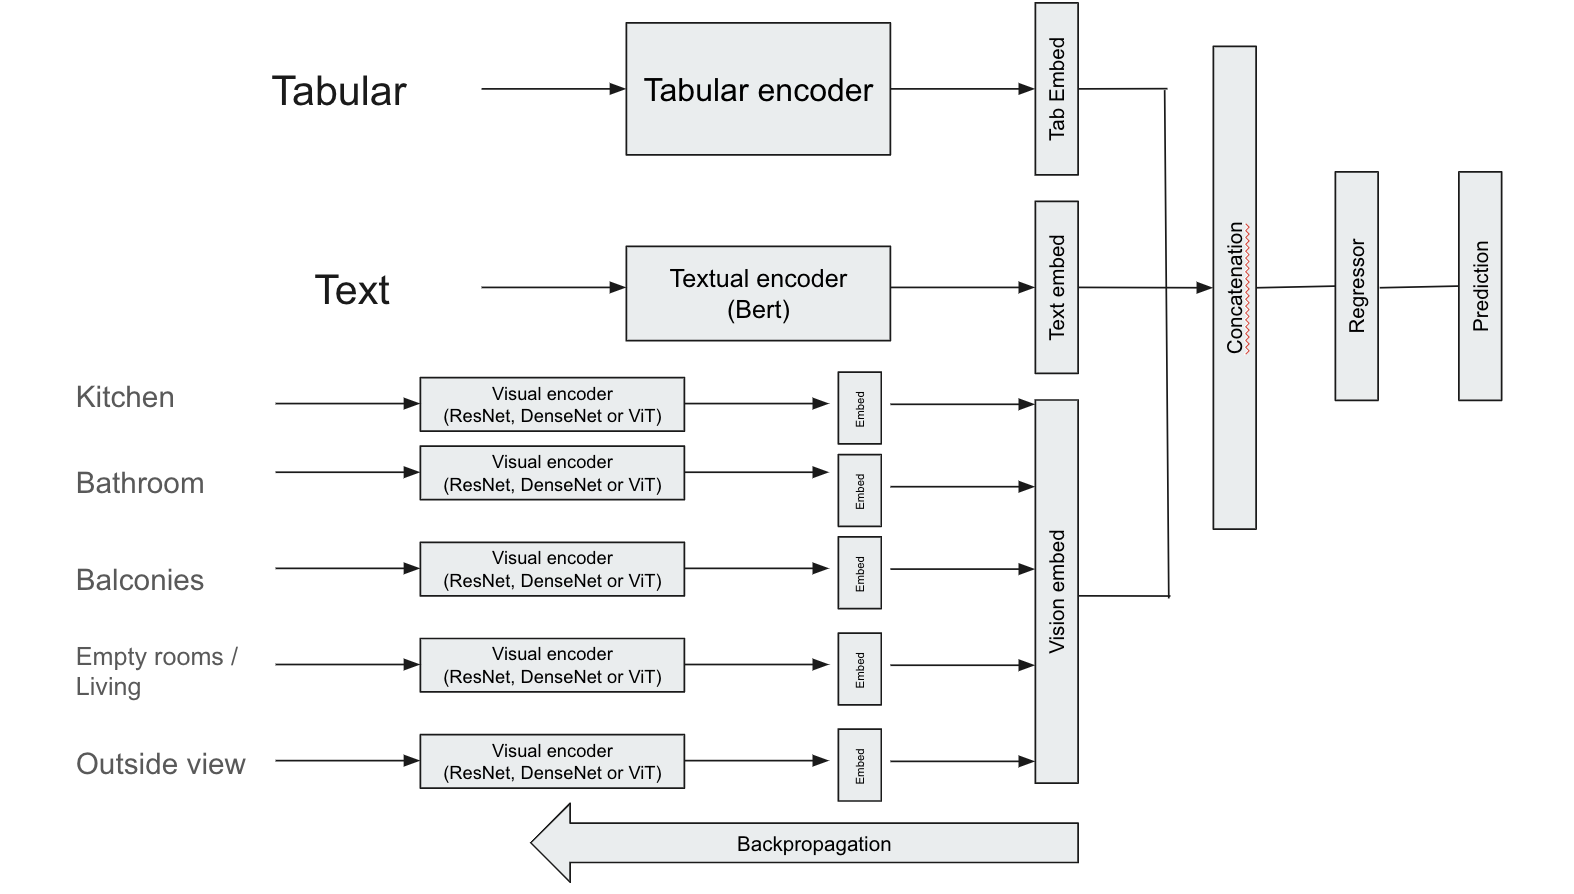 Tabular
Tabular encoder
Tab Embed
Text
Textual encoder
(Bert)
Text embed
Concatenation
Regressor
Prediction
Kitchen
Visual encoder
(ResNet, DenseNet or ViT)
Embed
Bathroom
Visual encoder
(ResNet, DenseNet or ViT)
Embed
Balconies
Visual encoder
(ResNet, DenseNet or ViT)
Embed
Vision embed
Empty rooms /
Living
Visual encoder
(ResNet, DenseNet or ViT)
Embed
Outside view
Visual encoder
(ResNet, DenseNet or ViT)
Embed
Backpropagation